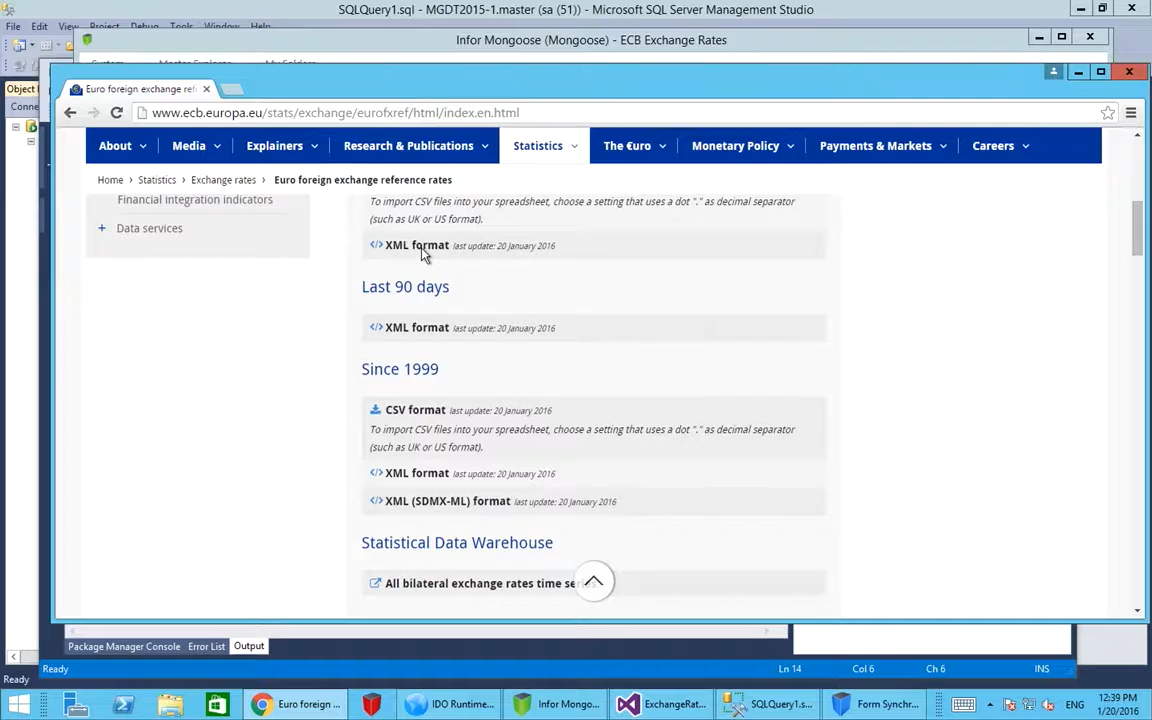 SQLQuery1.sql - MGDT2015-1.master (sa (51)) - Microsoft SQL Server Management Studio
File Edit View Debug Tools Window Help
Infor Mongoose (Mongoose) - ECB Exchange Rates
Euro foreign exchange ref
Object
Conne
www.ecb.europa.eu/stats/exchange/eurofxref/html/index.en.html
About Media Explainers Research & Publications Statistics The €uro Monetary Policy Payments & Markets Careers
Home > Statistics > Exchange rates > Euro foreign exchange reference rates
Financial integration indicators
+ Data services
To import CSV files into your spreadsheet, choose a setting that uses a dot "." as decimal separator
(such as UK or US format).
XML format last update: 20 January 2016
Last 90 days
XML format last update: 20 January 2016
Since 1999
CSV format last update: 20 January 2016
To import CSV files into your spreadsheet, choose a setting that uses a dot "." as decimal separator
(such as UK or US format).
XML format last update: 20 January 2016
XML (SDMX-ML) format last update: 20 January 2016
Statistical Data Warehouse
All bilateral exchange rates time se
Package Manager Console Error List Output
Ready Ln 14 Col 6 Ch 6 INS
Ready
Euro foreign ... IDO Runtime... Infor Mongo... ExchangeRat... SQLQuery1.s... Form Synchr... ENG
12:39 PM
1/20/2016